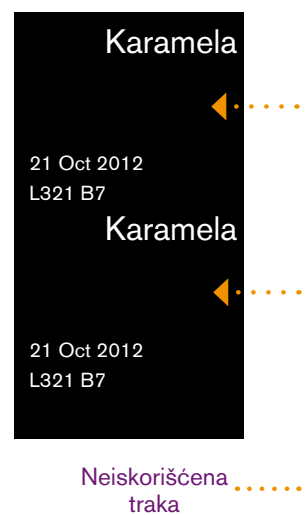 Karamela
21 Oct 2012
L321 B7
Karamela
21 Oct 2012
L321 B7
Neiskorišćena
traka